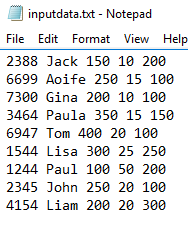 inputdata.txt - Notepad
File Edit Format View Help
2388 Jack 150 10 200
6699 Aoife 250 15 100
7300 Gina 200 10 100
3464 Paula 350 15 150
6947 Tom 400 20 100
1544 Lisa 300 25 250
1244 Paul 100 50 200
2345 John 250 20 100
4154 Liam 200 20 300